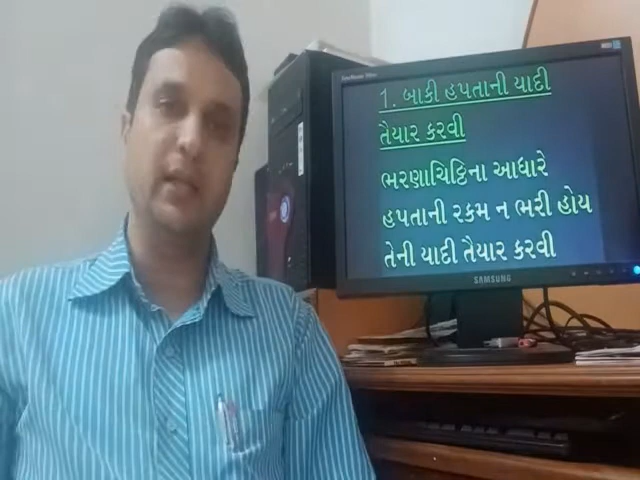 1. બાકી હપતાની યાદી
તૈયાર કરવી
ભરણાચિઠ્ઠિના આધારે
હપતાની રકમ ન ભરી હોય
તેની યાદી તૈયાર કરવી
SAMSUNG